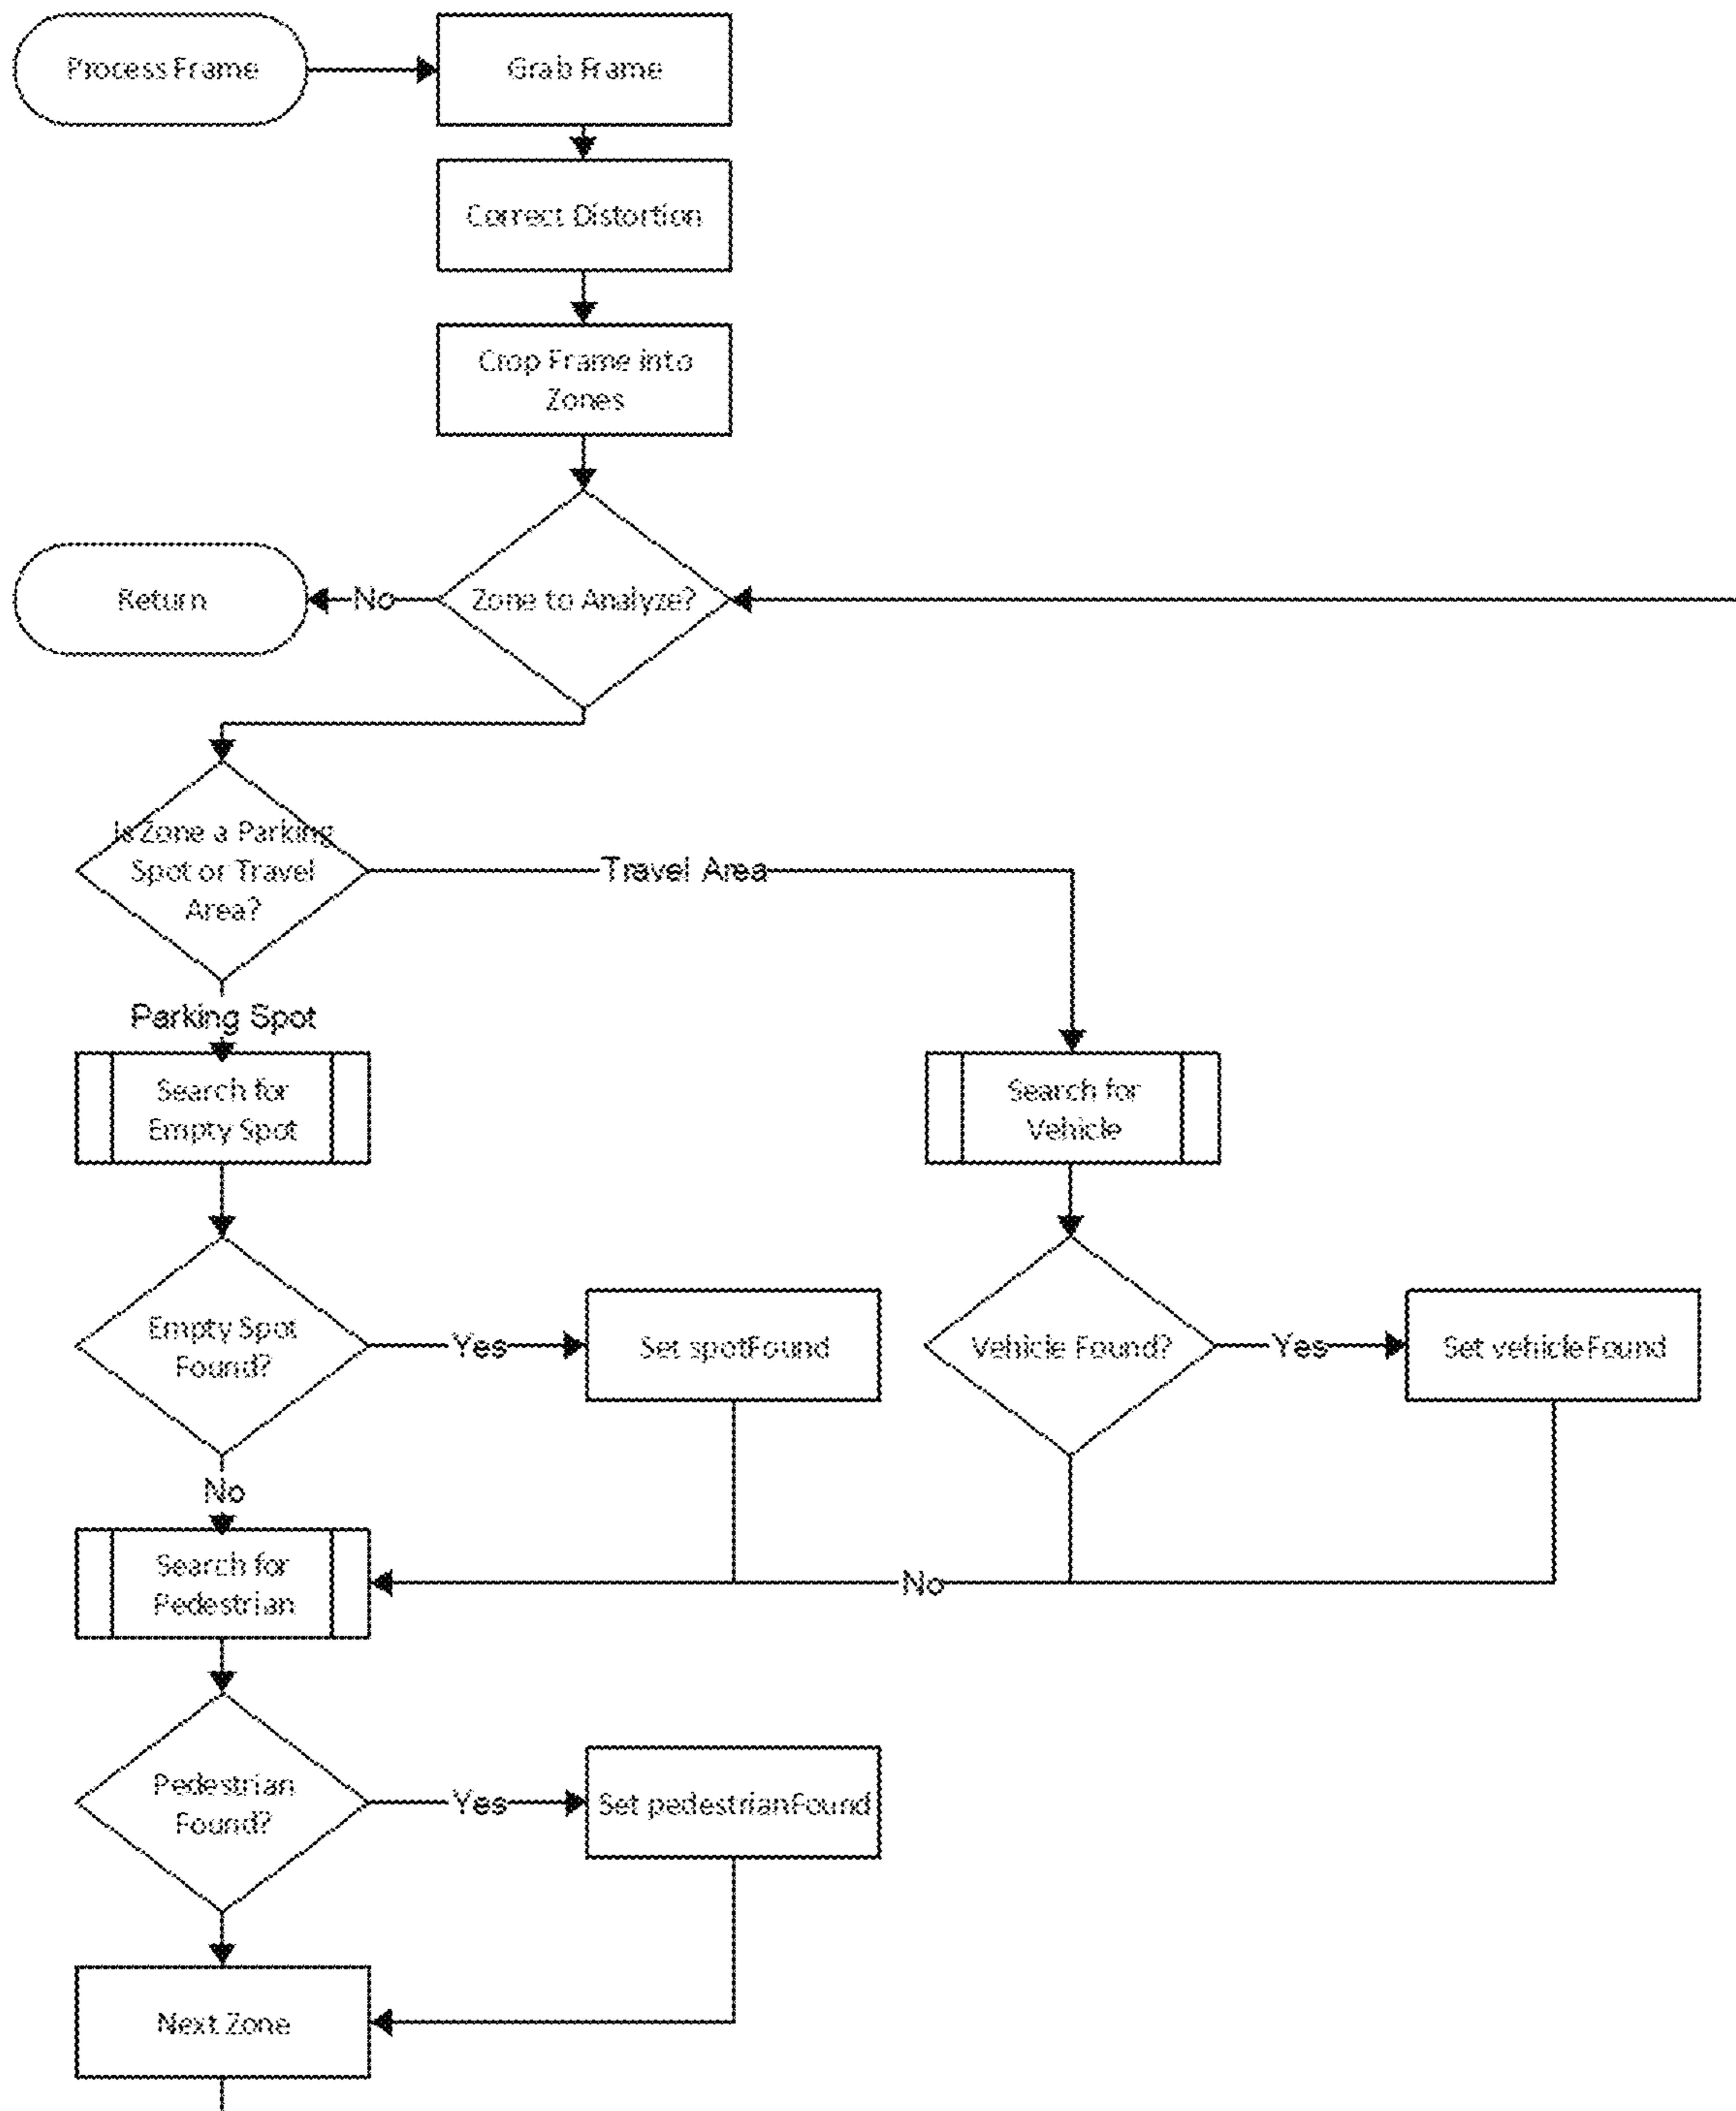 Process Frame
Grab Frame
Correct Distortion
Crop Frame into
Zones
Return
No
Zone to Analyze?
Is Zone a Parking
Spot or Travel
Area?
Travel Area
Parking Spot
Search for
Empty Spot
Search for
Vehicle
Empty Spot
Found?
Yes
Set spotFound
Vehicle Found?
Yes
Set vehicleFound
No
Search for
Pedestrian
No
Pedestrian
Found?
Yes
Set pedestrianFound
Next Zone